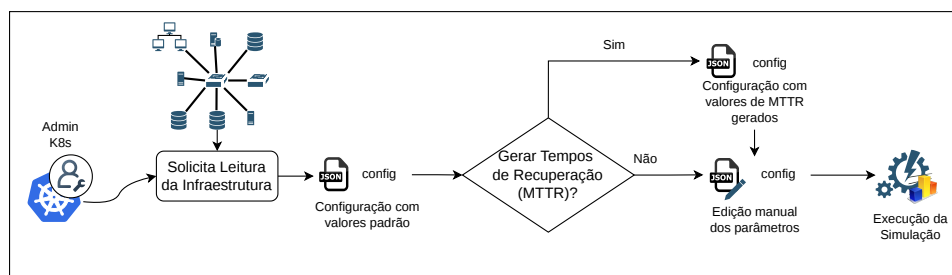 Admin
K8s
Solicita Leitura
da Infraestrutura
JSON
config
Configuração com
valores padrão
Gerar Tempos
de Recuperação
(MTTR)?
Sim
JSON
config
Configuração com
valores de MTTR
gerados
Não
JSON
config
Edição manual
dos parâmetros
Execução da
Simulação